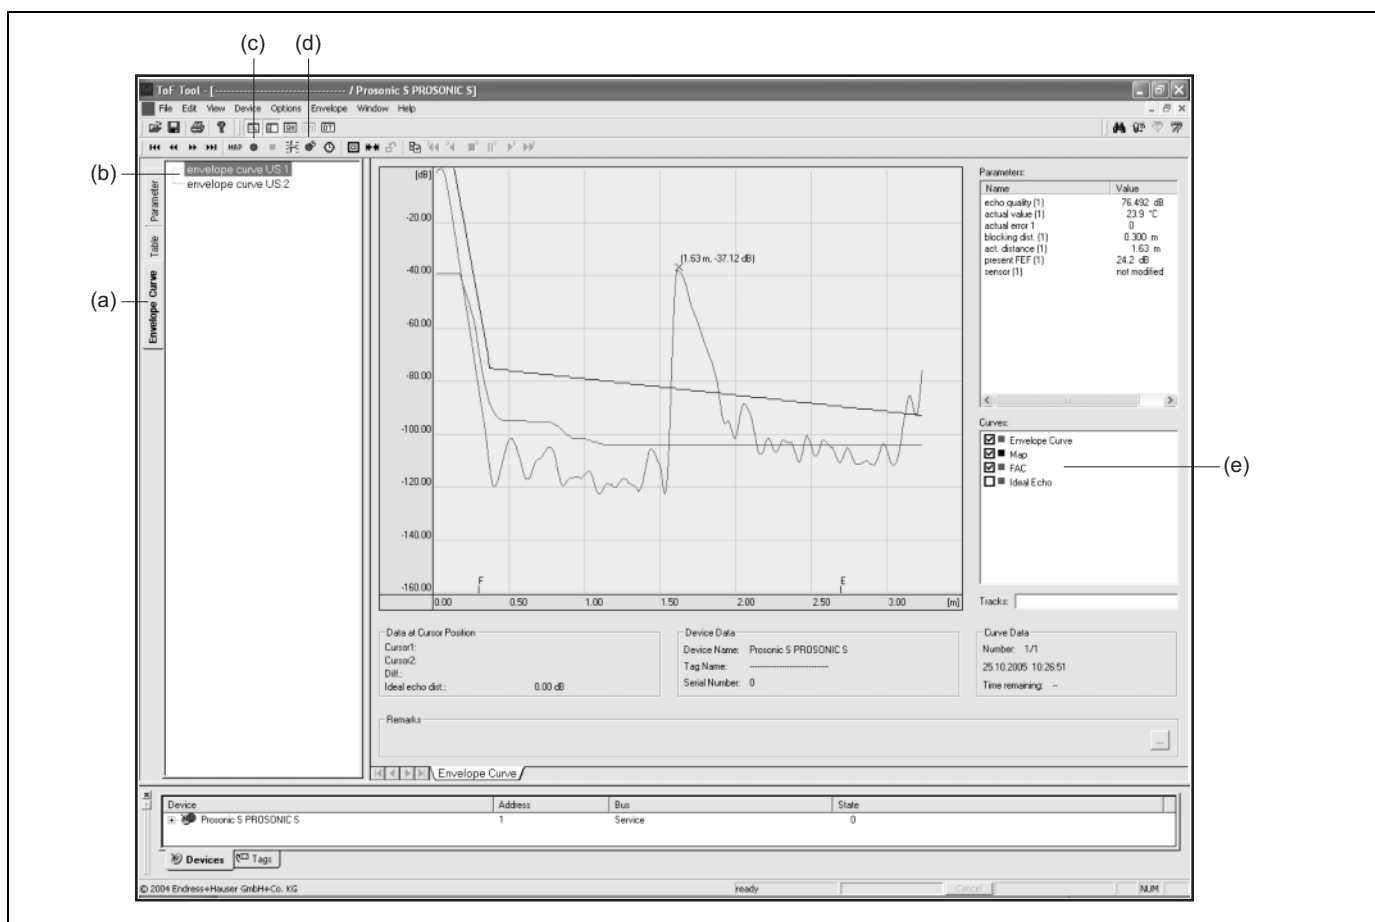 (c) (d)
ToF Tool - [-------------------------------- / Prosonic S PROSONIC S]
File Edit View Device Options Envelope Window Help
DT
MAP
(b)
(a)
(e)
Parameter
Table
Envelope Curve
envelope curve US:1
envelope curve US:2
[dB]
-20.00
-40.00
-60.00
-80.00
-100.00
-120.00
-140.00
-160.00
(1.63 m, -37.12 dB)
F E
0.00 0.50 1.00 1.50 2.00 2.50 3.00 [m]
Parameters:
Name Value
echo quality (1) 76.492 dB
actual value (1) 23.9 °C
actual error 1 0
blocking dist. (1) 0.300 m
act. distance (1) 1.63 m
present FEF (1) 24.2 dB
sensor (1) not modified
Curves:
Envelope Curve
Map
FAC
Ideal Echo
Tracks:
Data at Cursor Position
Cursor1:
Cursor2:
Diff.:
Ideal echo dist.: 0.00 dB
Device Data
Device Name: Prosonic S PROSONIC S
Tag Name: ----------------------------
Serial Number: 0
Curve Data
Number: 1/1
25.10.2005 10:26:51
Time remaining: --
Remarks
...
Envelope Curve
Device Address Bus State
Prosonic S PROSONIC S 1 Service 0
Devices Tags
© 2004 Endress+Hauser GmbH+Co. KG ready Cancel NUM